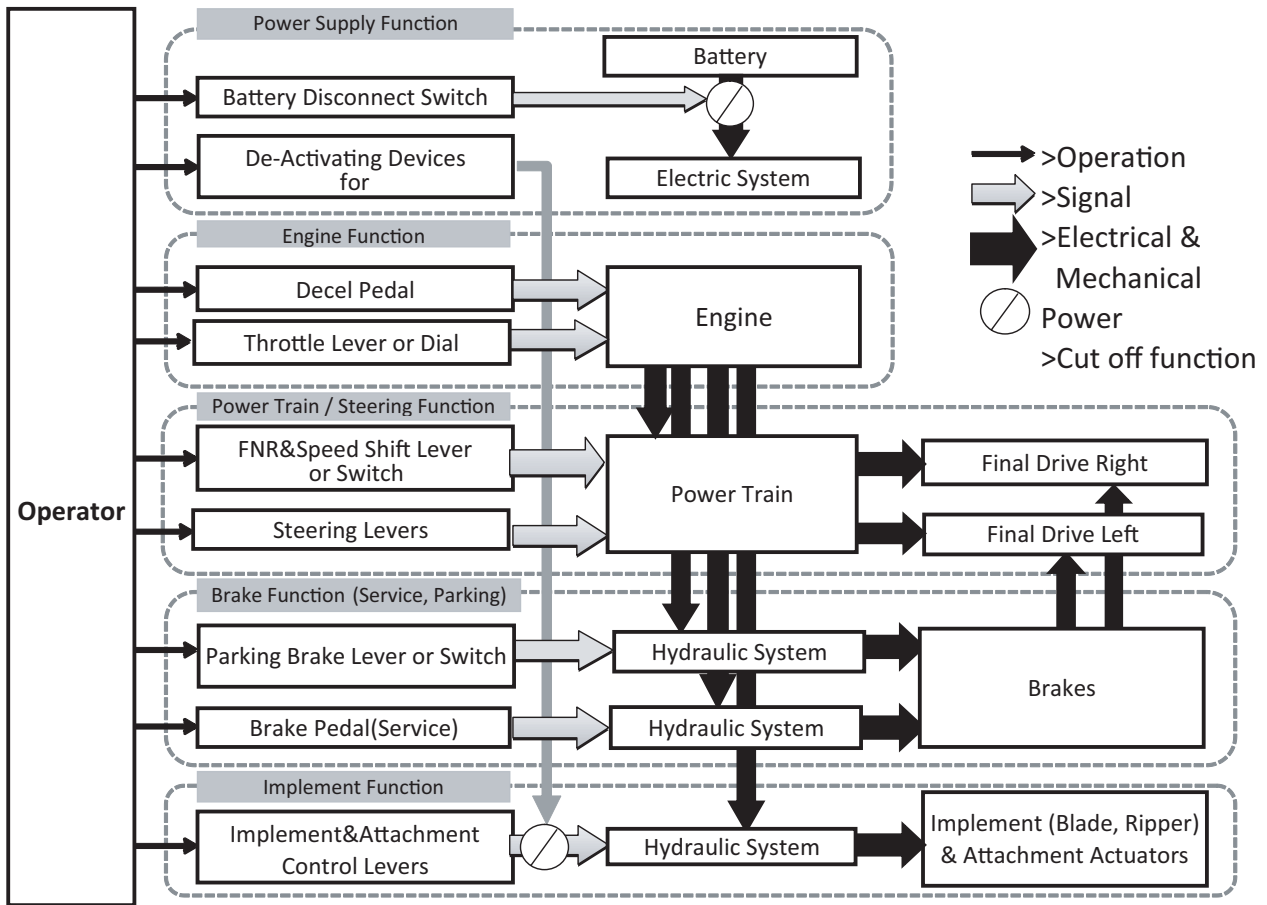 Power Supply Function
Battery
Battery Disconnect Switch
De-Activating Devices
for
Electric System
>Operation
>Signal
>Electrical &
Mechanical
Power
>Cut off function
Engine Function
Decel Pedal
Throttle Lever or Dial
Engine
Power Train / Steering Function
FNR&Speed Shift Lever
or Switch
Steering Levers
Power Train
Final Drive Right
Final Drive Left
Operator
Brake Function (Service, Parking)
Parking Brake Lever or Switch
Hydraulic System
Brake Pedal(Service)
Hydraulic System
Brakes
Implement Function
Implement&Attachment
Control Levers
Hydraulic System
Implement (Blade, Ripper)
& Attachment Actuators